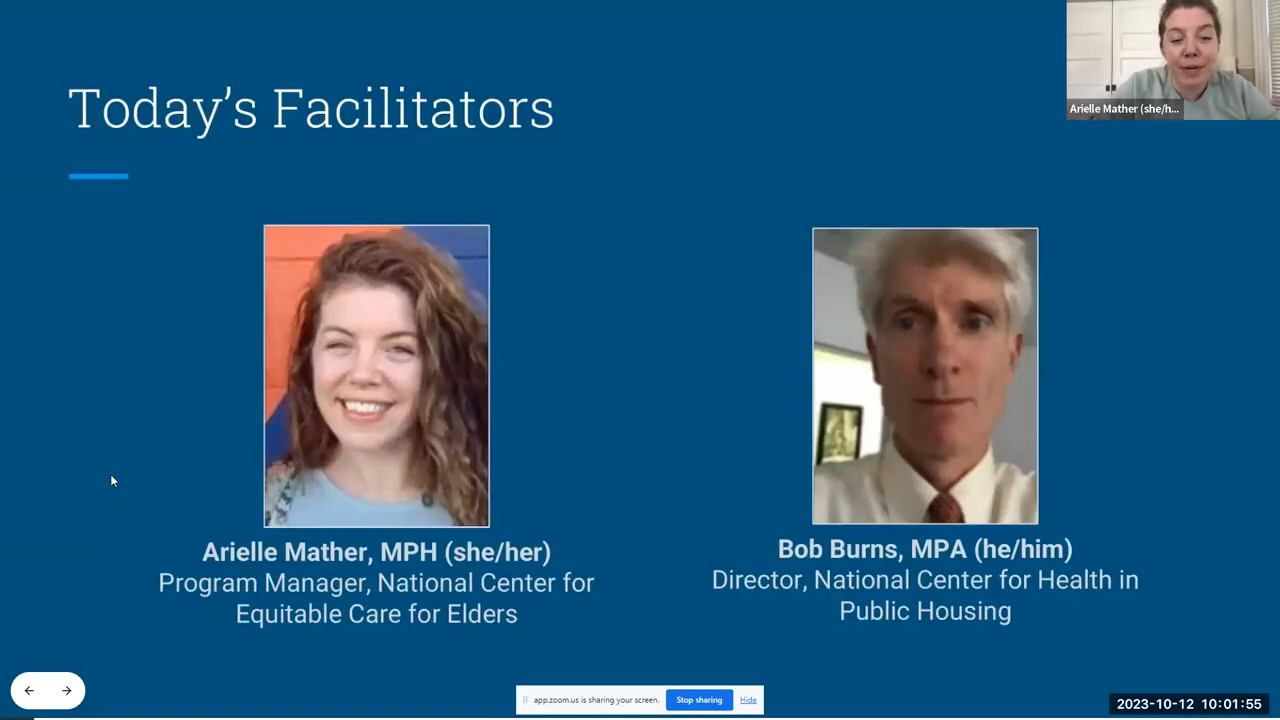 Today's Facilitators
Arielle Mather (she/h...
Arielle Mather, MPH (she/her)
Program Manager, National Center for
Equitable Care for Elders
Bob Burns, MPA (he/him)
Director, National Center for Health in
Public Housing
app.zoom.us is sharing your screen.
Stop sharing
Hide
2023-10-12 10:01:55